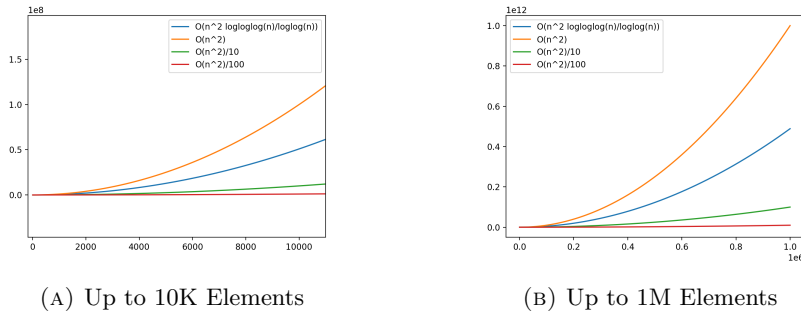 1e8
O(n^2 logloglog(n)/loglog(n))
O(n^2)
O(n^2)/10
O(n^2)/100
1.5
1.0
0.5
0.0
0
2000
4000
6000
8000
10000
(A) Up to 10K Elements
1e12
O(n^2 logloglog(n)/loglog(n))
O(n^2)
O(n^2)/10
O(n^2)/100
1.0
0.8
0.6
0.4
0.2
0.0
0.0
0.2
0.4
0.6
0.8
1.0
1e6
(B) Up to 1M Elements